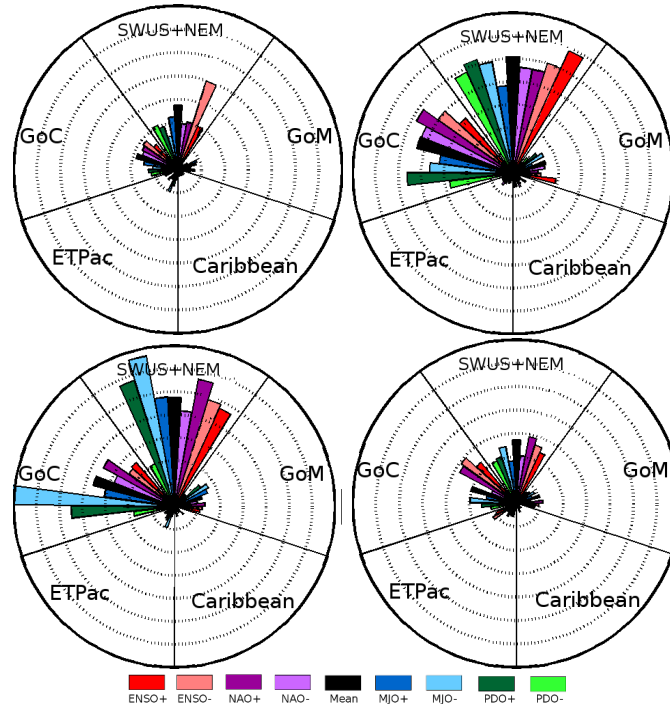 SWUS+NEM SWUS+NEM
GoC GoM GoC GoM
ETPac Caribbean ETPac Caribbean
SWUS+NEM SWUS+NEM
GoC GoM GoC GoM
ETPac Caribbean ETPac Caribbean
ENSO+ ENSO- NAO+ NAO- Mean MJO+ MJO- PDO+ PDO-